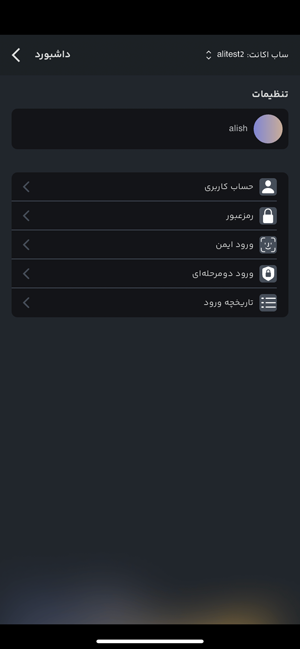 ساب اکانت: alitest2
داشبورد
تنظیمات
alish
حساب کاربری
رمزعبور
ورود ایمن
ورود دومرحله‌ای
تاریخچه ورود